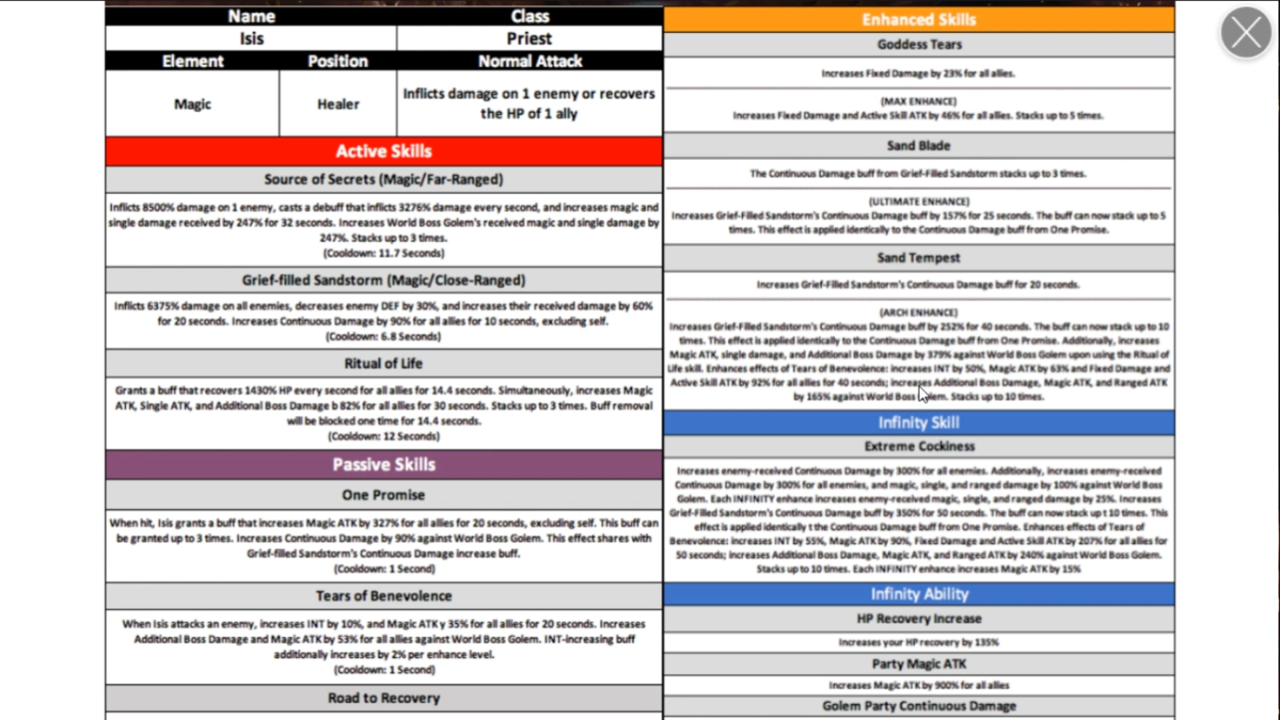 Name Class
Isis Priest
Element Position Normal Attack
Magic Healer Inflicts damage on 1 enemy or recovers
the HP of 1 ally
Active Skills
Source of Secrets (Magic/Far-Ranged)
Inflicts 8500% damage on 1 enemy, casts a debuff that inflicts 3276% damage every second, and increases magic and
single damage received by 247% for 32 seconds. Increases World Boss Golem's received magic and single damage by
247%. Stacks up to 3 times.
(Cooldown: 11.7 Seconds)
Grief-filled Sandstorm (Magic/Close-Ranged)
Inflicts 6375% damage on all enemies, decreases enemy DEF by 30%, and increases their received damage by 60%
for 20 seconds. Increases Continuous Damage by 90% for all allies for 10 seconds, excluding self.
(Cooldown: 6.8 Seconds)
Ritual of Life
Grants a buff that recovers 1430% HP every second for all allies for 14.4 seconds. Simultaneously, increases Magic
ATK, Single ATK, and Additional Boss Damage b 82% for all allies for 30 seconds. Stacks up to 3 times. Buff removal
will be blocked one time for 14.4 seconds.
(Cooldown: 12 Seconds)
Passive Skills
One Promise
When hit, Isis grants a buff that increases Magic ATK by 327% for all allies for 20 seconds, excluding self. This buff can
be granted up to 3 times. Increases Continuous Damage by 90% against World Boss Golem. This effect shares with
Grief-filled Sandstorm's Continuous Damage increase buff.
(Cooldown: 1 Second)
Tears of Benevolence
When Isis attacks an enemy, increases INT by 10%, and Magic ATK y 35% for all allies for 20 seconds. Increases
Additional Boss Damage and Magic ATK by 53% for all allies against World Boss Golem. INT-increasing buff
additionally increases by 2% per enhance level.
(Cooldown: 1 Second)
Road to Recovery
Enhanced Skills
Goddess Tears
Increases Fixed Damage by 23% for all allies.
(MAX ENHANCE)
Increases Fixed Damage and Active Skill ATK by 46% for all allies. Stacks up to 5 times.
Sand Blade
The Continuous Damage buff from Grief-Filled Sandstorm stacks up to 3 times.
(ULTIMATE ENHANCE)
Increases Grief-Filled Sandstorm's Continuous Damage buff by 157% for 25 seconds. The buff can now stack up to 5
times. This effect is applied identically to the Continuous Damage buff from One Promise.
Sand Tempest
Increases Grief-Filled Sandstorm's Continuous Damage buff for 20 seconds.
(ARCH ENHANCE)
Increases Grief-Filled Sandstorm's Continuous Damage buff by 252% for 40 seconds. The buff can now stack up to 10
times. This effect is applied identically to the Continuous Damage buff from One Promise. Additionally, increases
Magic ATK, single damage, and Additional Boss Damage by 379% against World Boss Golem upon using the Ritual of
Life skill. Enhances effects of Tears of Benevolence: increases INT by 50%, Magic ATK by 63% and Fixed Damage and
Active Skill ATK by 92% for all allies for 40 seconds; increases Additional Boss Damage, Magic ATK, and Ranged ATK
by 165% against World Boss Golem. Stacks up to 10 times.
Infinity Skill
Extreme Cockiness
Increases enemy-received Continuous Damage by 300% for all enemies. Additionally, increases enemy-received
Continuous Damage by 300% for all enemies, and magic, single, and ranged damage by 100% against World Boss
Golem. Each INFINITY enhance increases enemy-received magic, single, and ranged damage by 25%. Increases
Grief-Filled Sandstorm's Continuous Damage buff by 350% for 50 seconds. The buff can now stack up t 10 times. This
effect is applied identically t the Continuous Damage buff from One Promise. Enhances effects of Tears of
Benevolence: increases INT by 55%, Magic ATK by 90%, Fixed Damage and Active Skill ATK by 207% for all allies for
50 seconds; increases Additional Boss Damage, Magic ATK, and Ranged ATK by 240% against World Boss Golem.
Stacks up to 10 times. Each INFINITY enhance increases Magic ATK by 15%
Infinity Ability
HP Recovery Increase
Increases your HP recovery by 135%
Party Magic ATK
Increases Magic ATK by 900% for all allies
Golem Party Continuous Damage